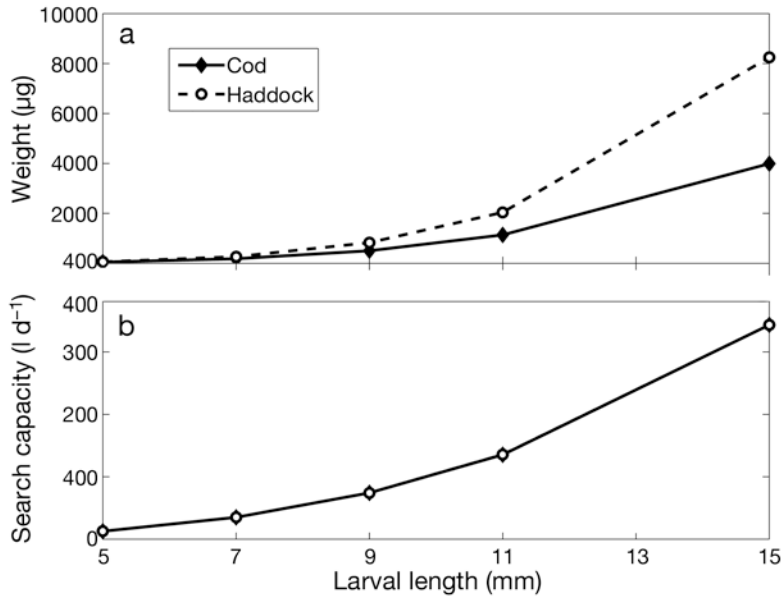 10000
a
Cod
Haddock
8000
6000
4000
2000
400
Weight (µg)
400
b
300
200
400
0
Search capacity (l d⁻¹)
5 7 9 11 13 15
Larval length (mm)